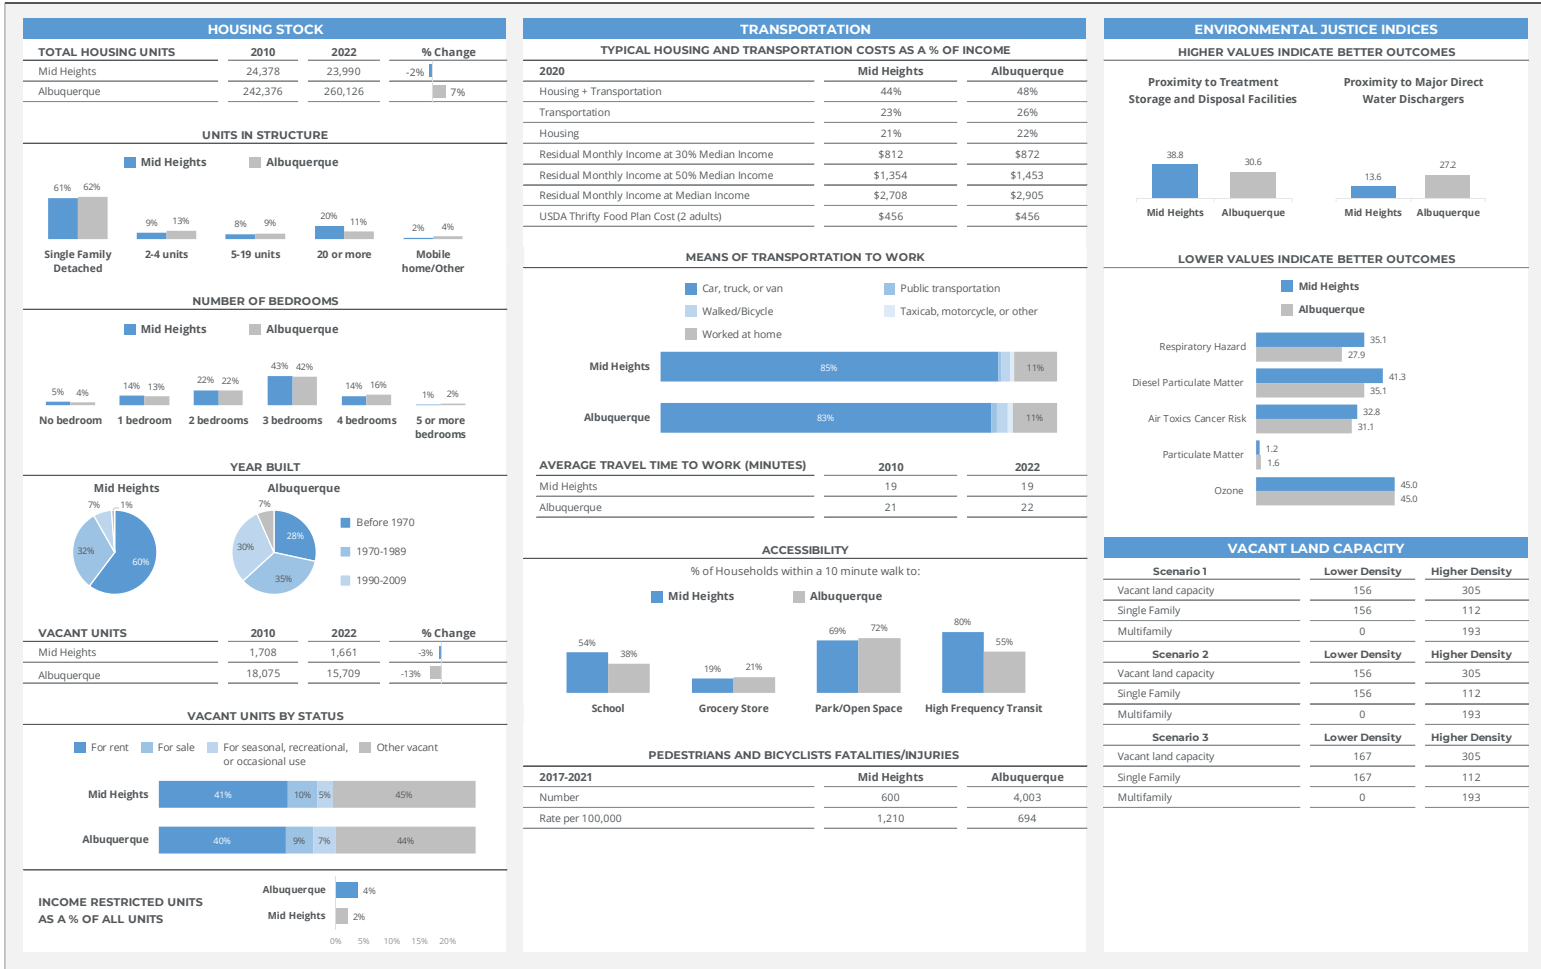 HOUSING STOCK
TOTAL HOUSING UNITS 2010 2022 % Change
Mid Heights 24,378 23,990 -2%
Albuquerque 242,376 260,126 7%
UNITS IN STRUCTURE
Mid Heights Albuquerque
61% 62% 9% 13% 8% 9% 20% 11% 2% 4%
Single Family 2-4 units 5-19 units 20 or more Mobile
Detached home/Other
NUMBER OF BEDROOMS
Mid Heights Albuquerque
5% 4% 14% 13% 22% 22% 43% 42% 14% 16% 1% 2%
No bedroom 1 bedroom 2 bedrooms 3 bedrooms 4 bedrooms 5 or more
bedrooms
YEAR BUILT
Mid Heights Albuquerque
7% 1% 32% 60%
7% 28% 30% 35%
Before 1970
1970-1989
1990-2009
VACANT UNITS 2010 2022 % Change
Mid Heights 1,708 1,661 -3%
Albuquerque 18,075 15,709 -13%
VACANT UNITS BY STATUS
For rent For sale For seasonal, recreational, Other vacant
or occasional use
Mid Heights 41% 10% 5% 45%
Albuquerque 40% 9% 7% 44%
INCOME RESTRICTED UNITS
AS A % OF ALL UNITS
Albuquerque 4%
Mid Heights 2%
0% 5% 10% 15% 20%
TRANSPORTATION
TYPICAL HOUSING AND TRANSPORTATION COSTS AS A % OF INCOME
2020 Mid Heights Albuquerque
Housing + Transportation 44% 48%
Transportation 23% 26%
Housing 21% 22%
Residual Monthly Income at 30% Median Income $812 $872
Residual Monthly Income at 50% Median Income $1,354 $1,453
Residual Monthly Income at Median Income $2,708 $2,905
USDA Thrifty Food Plan Cost (2 adults) $456 $456
MEANS OF TRANSPORTATION TO WORK
Car, truck, or van Public transportation
Walked/Bicycle Taxicab, motorcycle, or other
Worked at home
Mid Heights 85% 11%
Albuquerque 83% 11%
AVERAGE TRAVEL TIME TO WORK (MINUTES) 2010 2022
Mid Heights 19 19
Albuquerque 21 22
ACCESSIBILITY
% of Households within a 10 minute walk to:
Mid Heights Albuquerque
54% 38% 19% 21% 69% 72% 80% 55%
School Grocery Store Park/Open Space High Frequency Transit
PEDESTRIANS AND BICYCLISTS FATALITIES/INJURIES
2017-2021 Mid Heights Albuquerque
Number 600 4,003
Rate per 100,000 1,210 694
ENVIRONMENTAL JUSTICE INDICES
HIGHER VALUES INDICATE BETTER OUTCOMES
Proximity to Treatment Proximity to Major Direct
Storage and Disposal Facilities Water Dischargers
38.8 30.6 13.6 27.2
Mid Heights Albuquerque Mid Heights Albuquerque
LOWER VALUES INDICATE BETTER OUTCOMES
Mid Heights
Albuquerque
Respiratory Hazard 35.1 27.9
Diesel Particulate Matter 41.3 35.1
Air Toxics Cancer Risk 32.8 31.1
Particulate Matter 1.2 1.6
Ozone 45.0 45.0
VACANT LAND CAPACITY
Scenario 1 Lower Density Higher Density
Vacant land capacity 156 305
Single Family 156 112
Multifamily 0 193
Scenario 2 Lower Density Higher Density
Vacant land capacity 156 305
Single Family 156 112
Multifamily 0 193
Scenario 3 Lower Density Higher Density
Vacant land capacity 167 305
Single Family 167 112
Multifamily 0 193